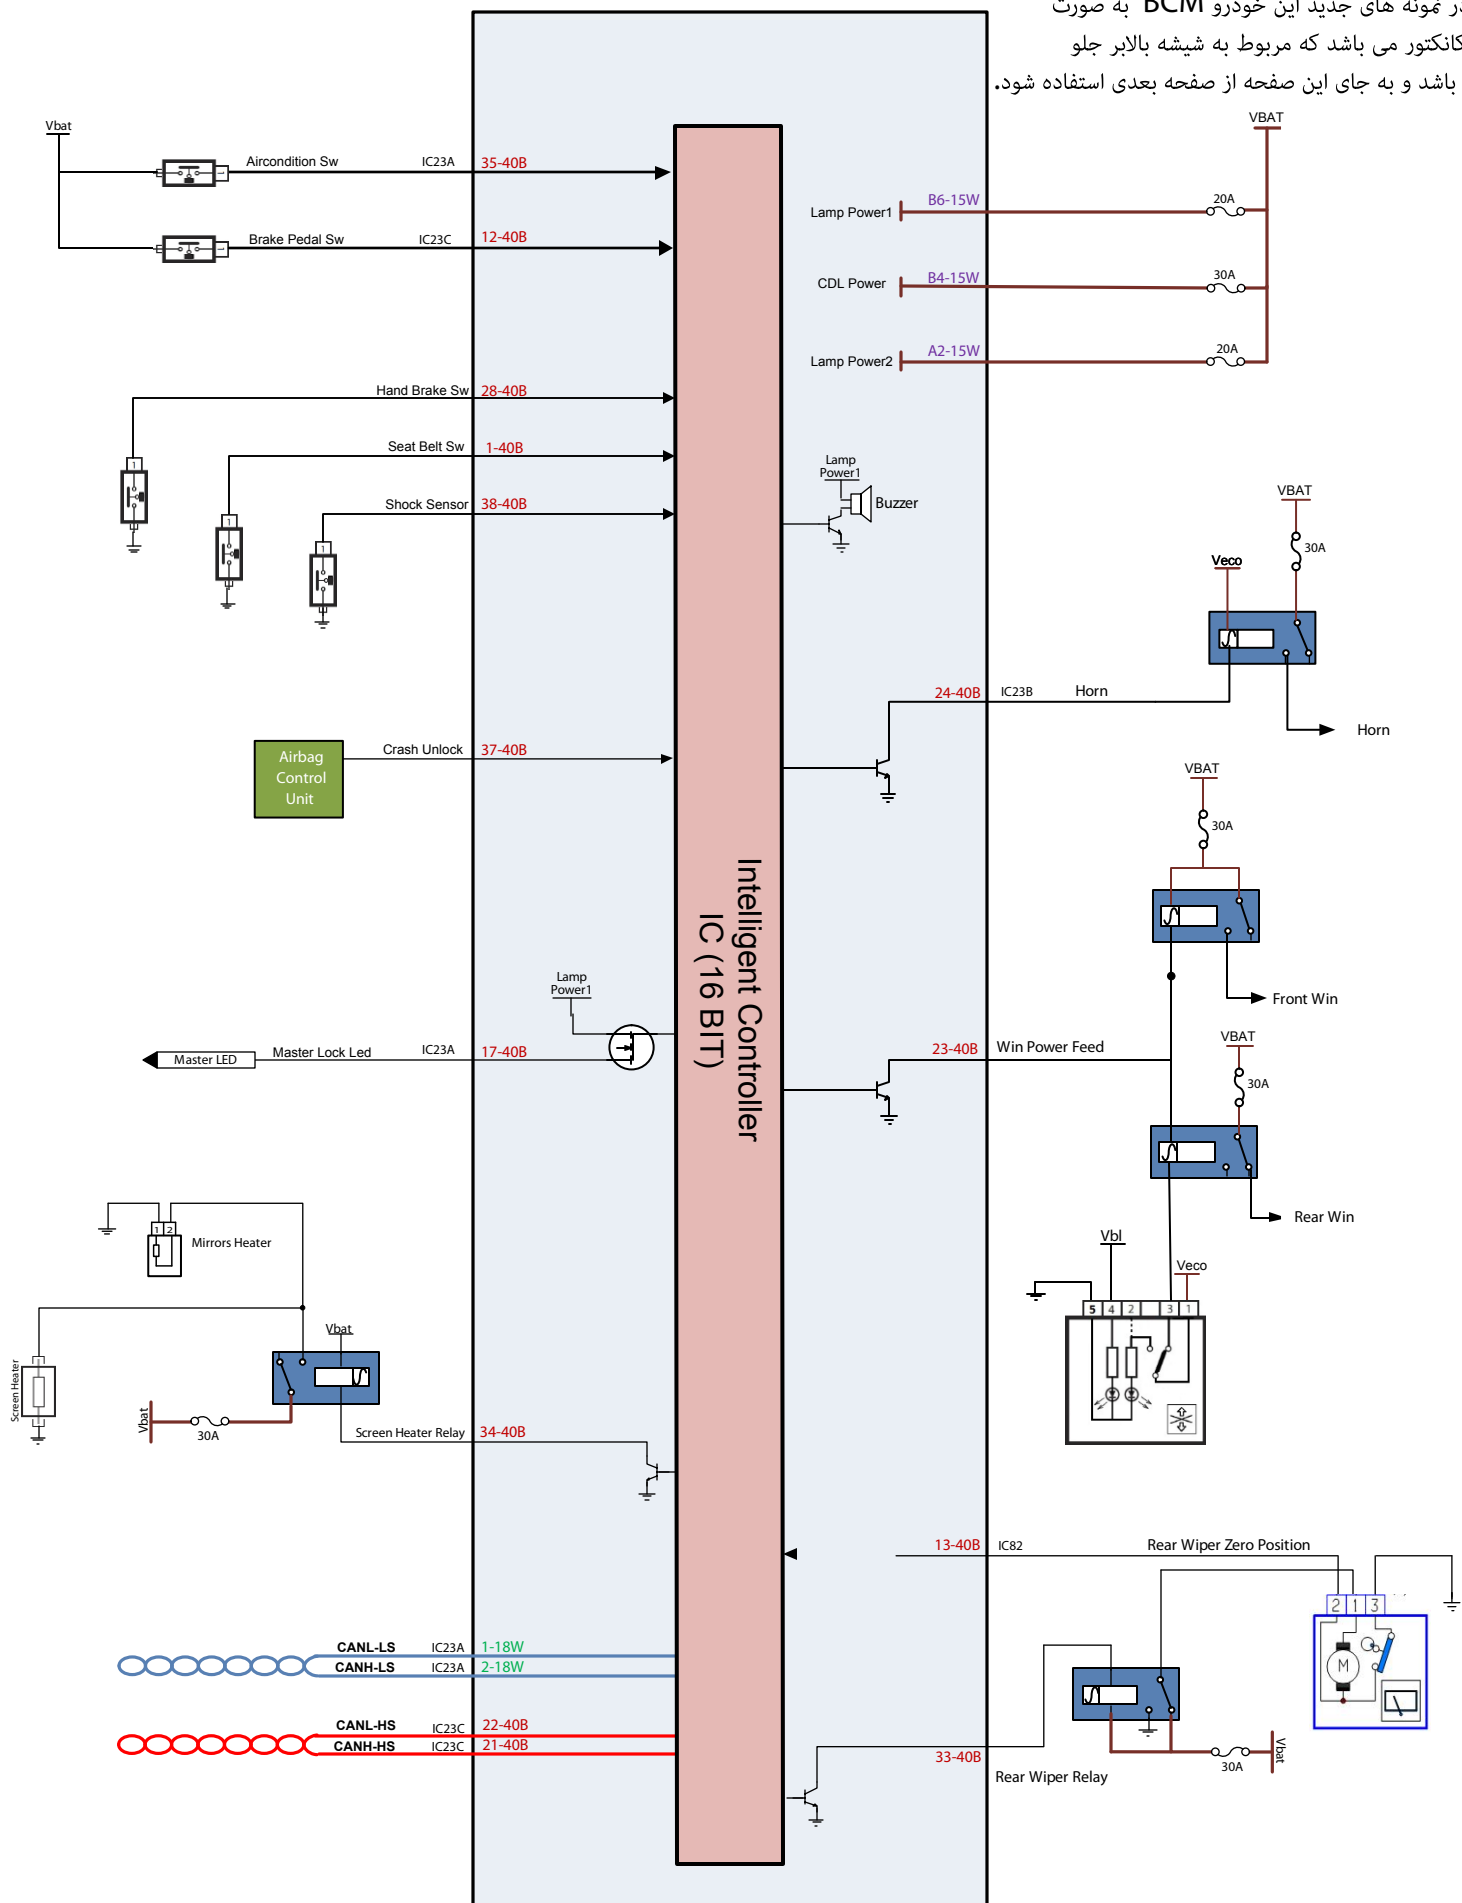 در نمونه های جدید این خودرو BCM به صورت
کانکتور می باشد که مربوط به شیشه بالابر جلو
باشد و به جای این صفحه از صفحه بعدی استفاده شود.
Vbat
VBAT
Aircondition Sw IC23A 35-40B
Lamp Power1 B6-15W 20A
Brake Pedal Sw IC23C 12-40B
CDL Power B4-15W 30A
Lamp Power2 A2-15W 20A
Hand Brake Sw 28-40B
1
Seat Belt Sw 1-40B
1
Shock Sensor 38-40B
1
Lamp
Power1
Buzzer
VBAT
30A
Veco
24-40B IC23B Horn
Horn
Airbag
Control
Unit
Crash Unlock 37-40B
VBAT
30A
Intelligent Controller
IC (16 BIT)
Front Win
Lamp
Power1
Master LED Master Lock Led IC23A 17-40B
23-40B Win Power Feed
VBAT
30A
Rear Win
1 2
Mirrors Heater
Vbl
Veco
5 4 2 3 1
Vbat
Screen Heater
Vbat
30A
Screen Heater Relay 34-40B
13-40B IC82 Rear Wiper Zero Position
2 1 3
M
CANL-LS IC23A 1-18W
CANH-LS IC23A 2-18W
CANL-HS IC23C 22-40B
CANH-HS IC23C 21-40B
33-40B
Rear Wiper Relay
30A
Vbat